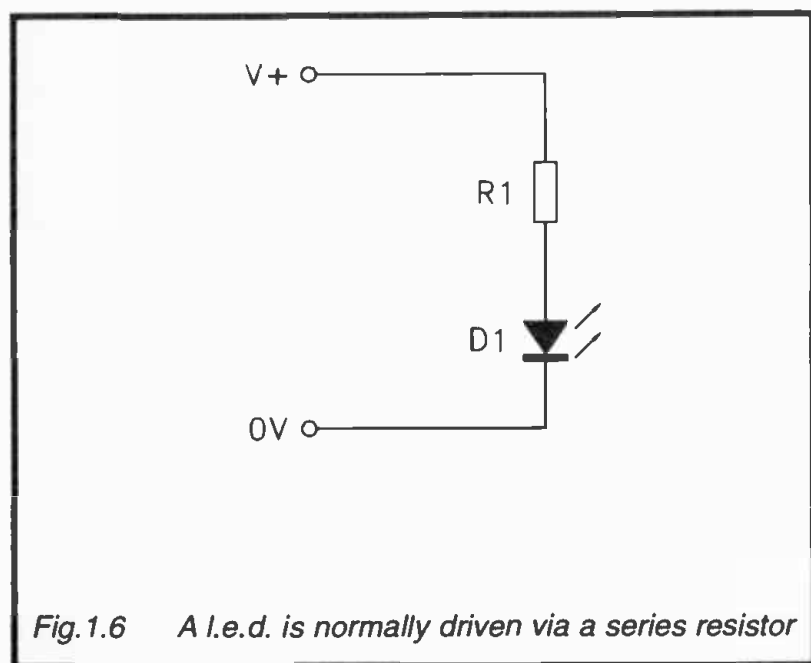 V+
R1
D1
0V
Fig.1.6 A l.e.d. is normally driven via a series resistor